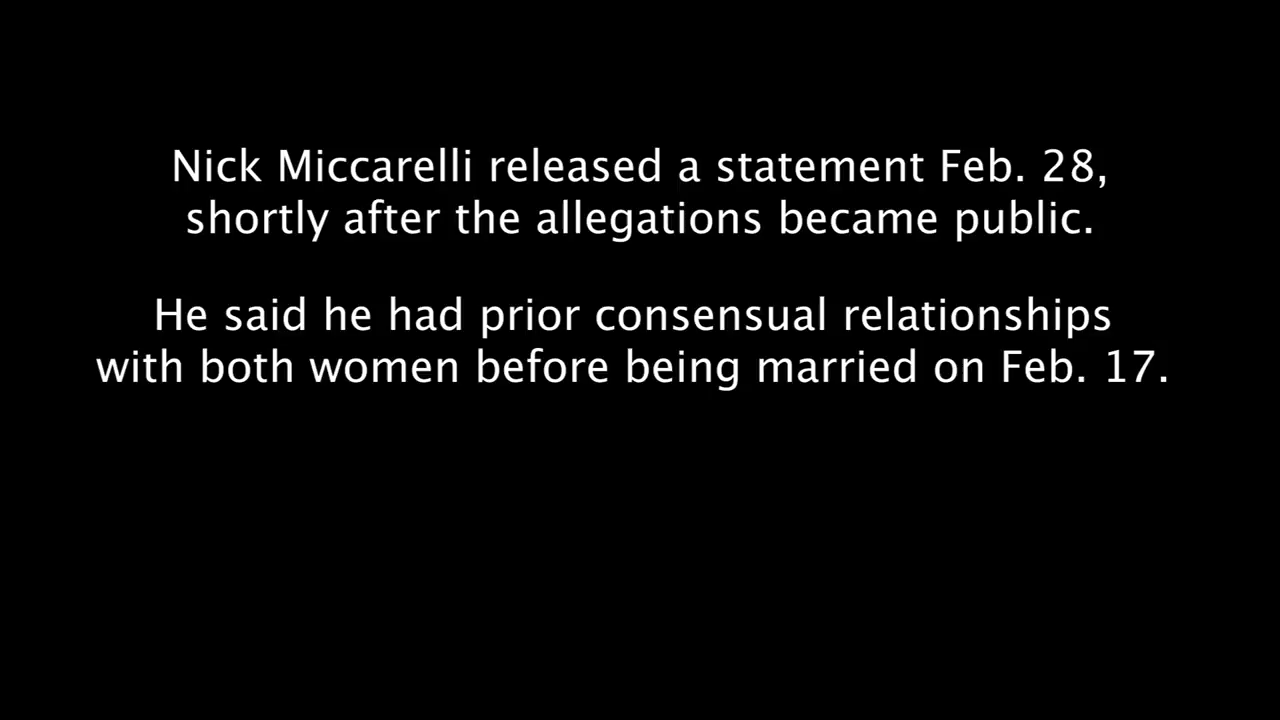 Nick Miccarelli released a statement Feb. 28,
shortly after the allegations became public.
He said he had prior consensual relationships
with both women before being married on Feb. 17.